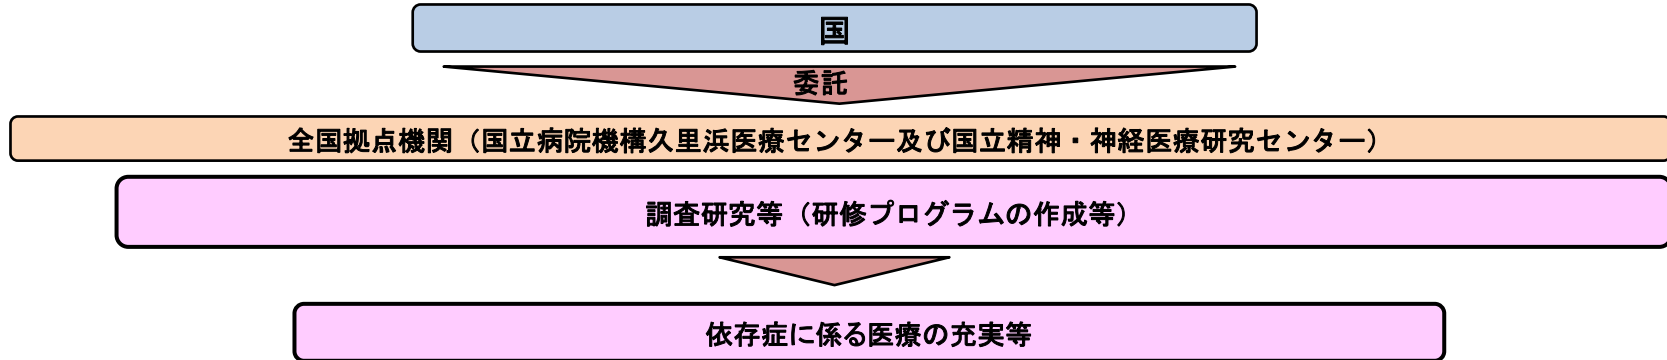 国
委託
全国拠点機関（国立病院機構久里浜医療センター及び国立精神・神経医療研究センター）
調査研究等（研修プログラムの作成等）
依存症に係る医療の充実等